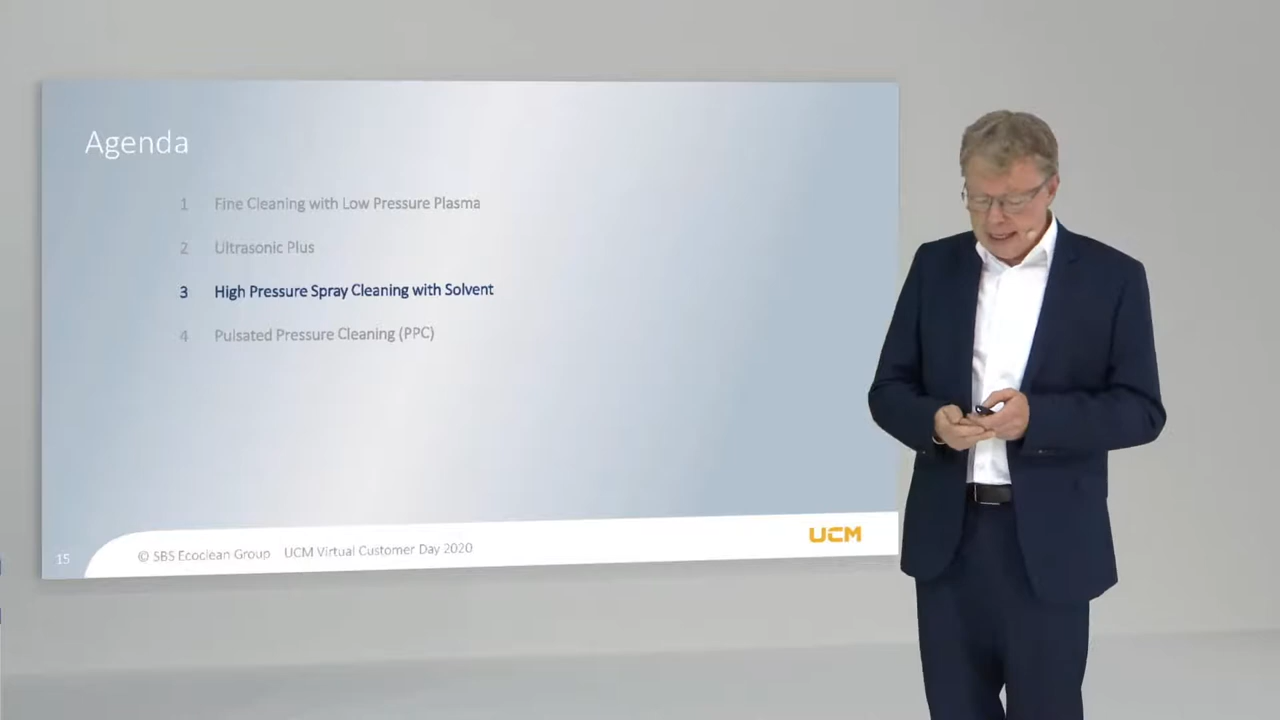 Agenda
1 Fine Cleaning with Low Pressure Plasma
2 Ultrasonic Plus
3 High Pressure Spray Cleaning with Solvent
4 Pulsated Pressure Cleaning (PPC)
15 © SBS Ecoclean Group UCM Virtual Customer Day 2020
UCM